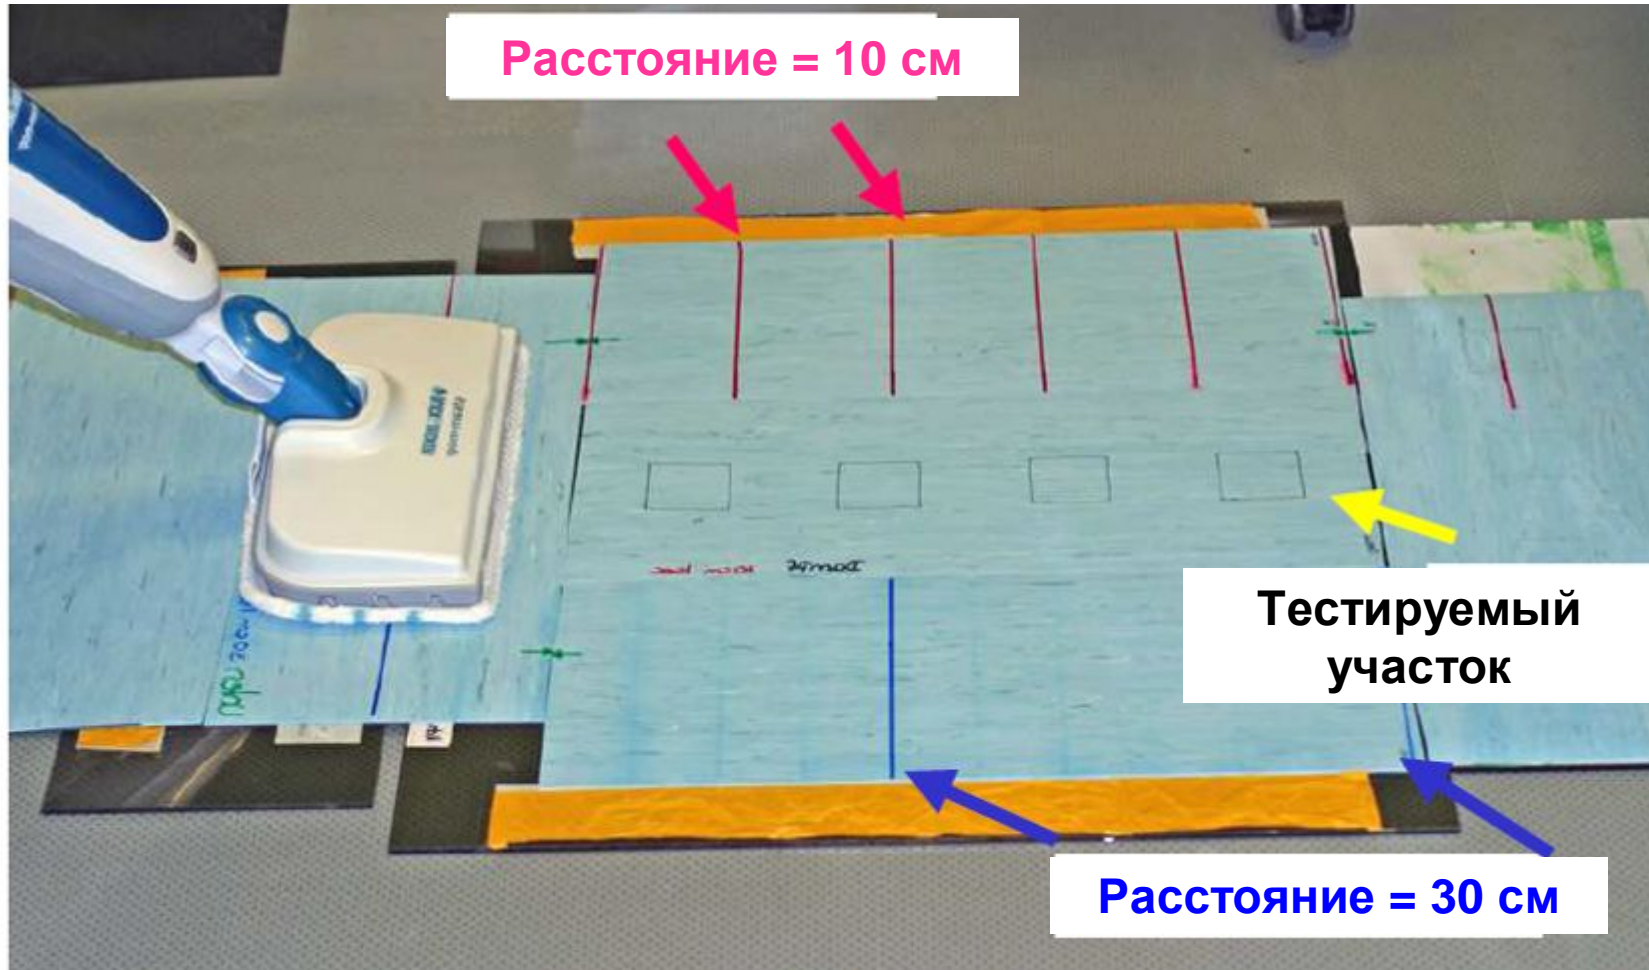 Расстояние = 10 см
Тестируемый
участок
Расстояние = 30 см